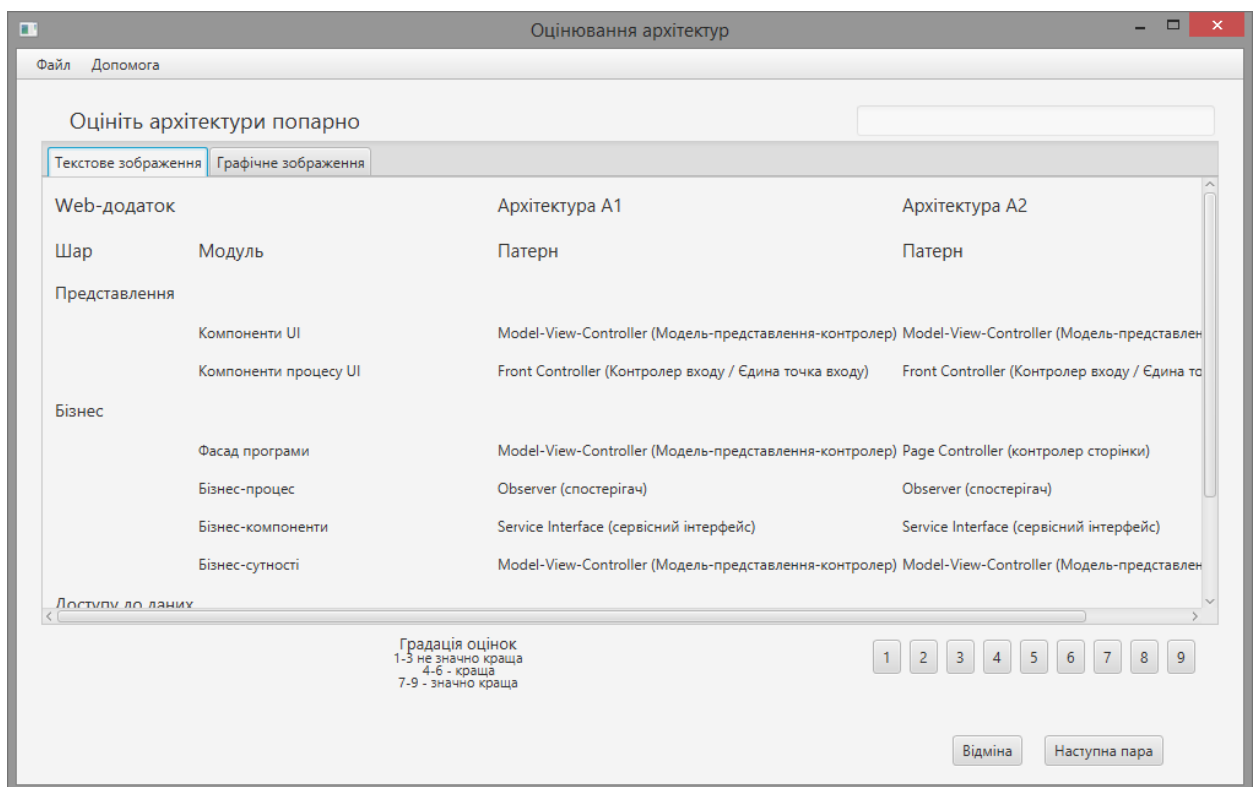 Оцінювання архітектур
Файл Допомога
Оцініть архітектури попарно
Текстове зображення Графічне зображення
Web-додаток Архітектура А1 Архітектура А2
Шар Модуль Патерн Патерн
Представлення
Компоненти UI Model-View-Controller (Модель-представлення-контролер) Model-View-Controller (Модель-представлен
Компоненти процесу UI Front Controller (Контролер входу / Єдина точка входу) Front Controller (Контролер входу / Єдина то
Бізнес
Фасад програми Model-View-Controller (Модель-представлення-контролер) Page Controller (контролер сторінки)
Бізнес-процес Observer (спостерігач) Observer (спостерігач)
Бізнес-компоненти Service Interface (сервісний інтерфейс) Service Interface (сервісний інтерфейс)
Бізнес-сутності Model-View-Controller (Модель-представлення-контролер) Model-View-Controller (Модель-представлен
Доступу до даних
Градація оцінок
1-3 не значно краща
4-6 - краща
7-9 - значно краща
1 2 3 4 5 6 7 8 9
Відміна Наступна пара